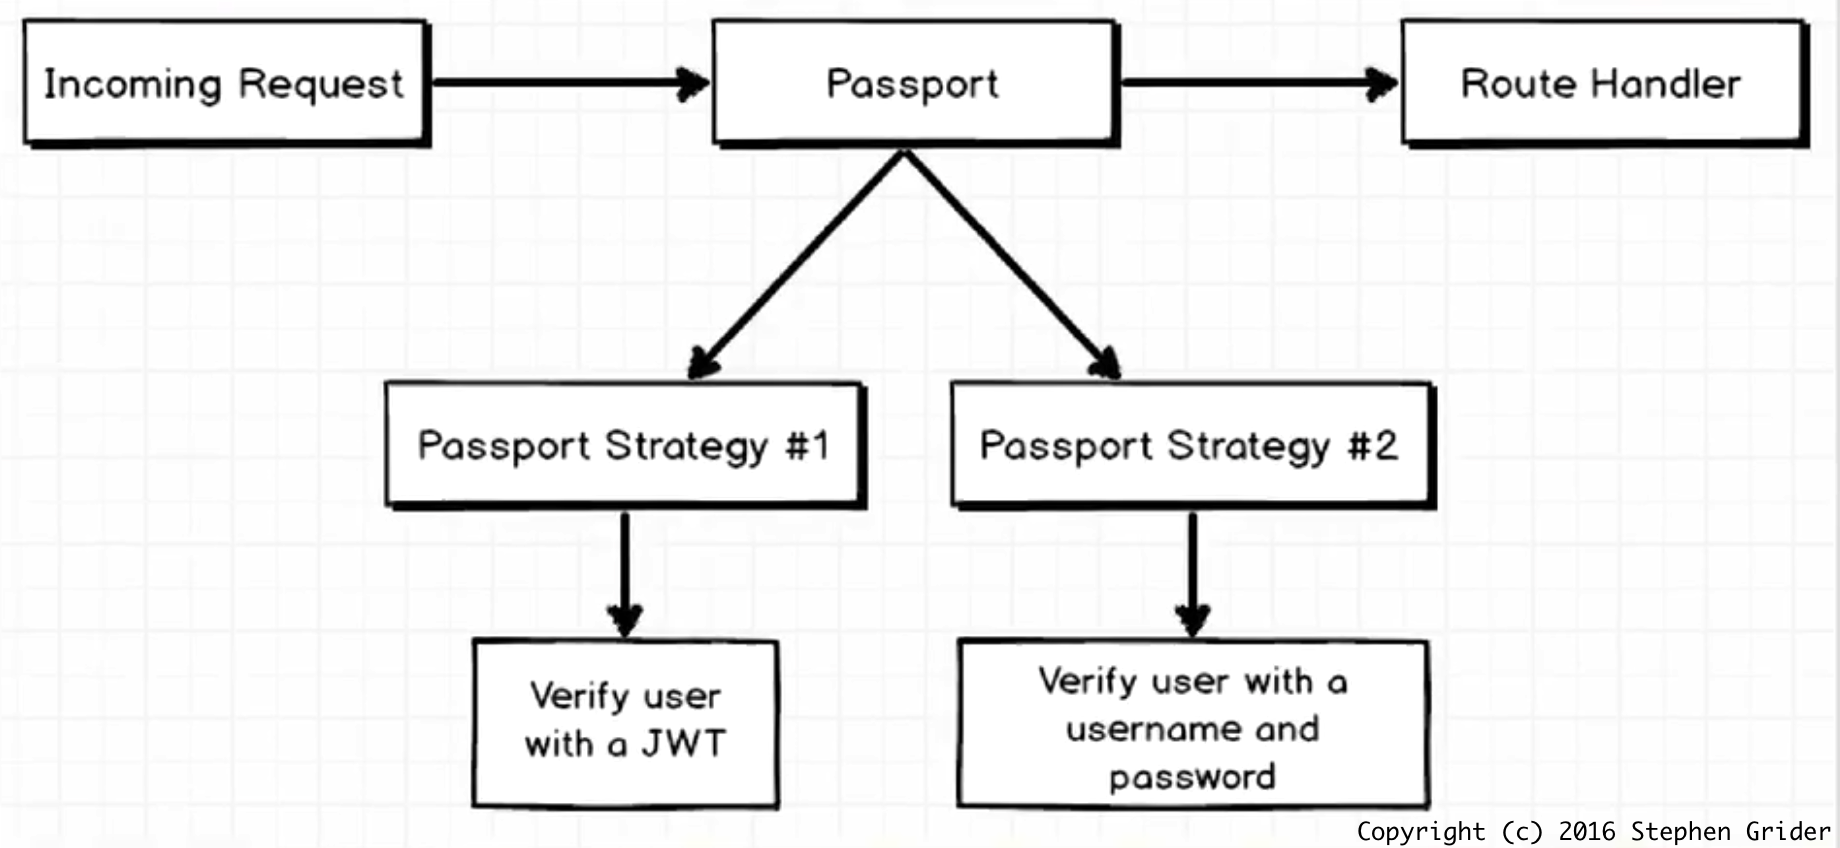 Incoming Request
Passport
Route Handler
Passport Strategy #1
Passport Strategy #2
Verify user
with a JWT
Verify user with a
username and
password
Copyright (c) 2016 Stephen Grider